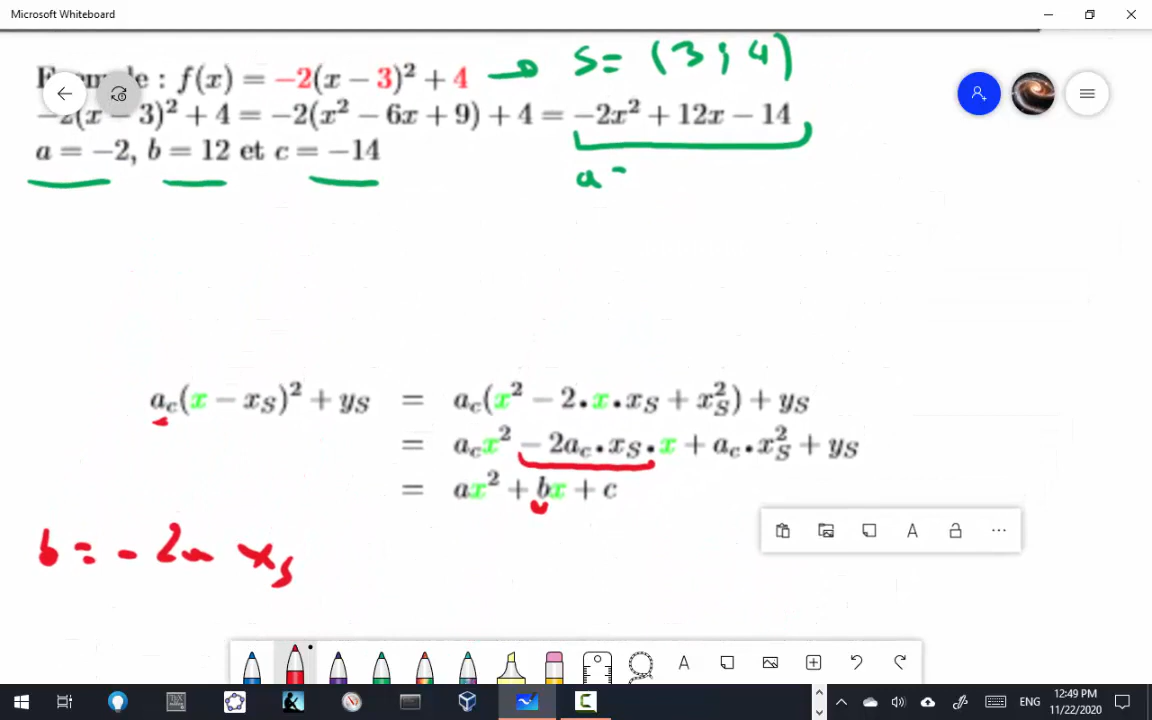 Microsoft Whiteboard
: f(x) = −2(x − 3)² + 4 → S = (3 ; 4)
−2(x − 3)² + 4 = −2(x² − 6x + 9) + 4 = −2x² + 12x − 14
a = −2, b = 12 et c = −14
a =
a_c(x − x_S)² + y_S = a_c(x² − 2·x·x_S + x_S²) + y_S
= a_c x² − 2a_c·x_S·x + a_c·x_S² + y_S
= ax² + bx + c
b = − 2a x_S
ENG
12:49 PM
11/22/2020